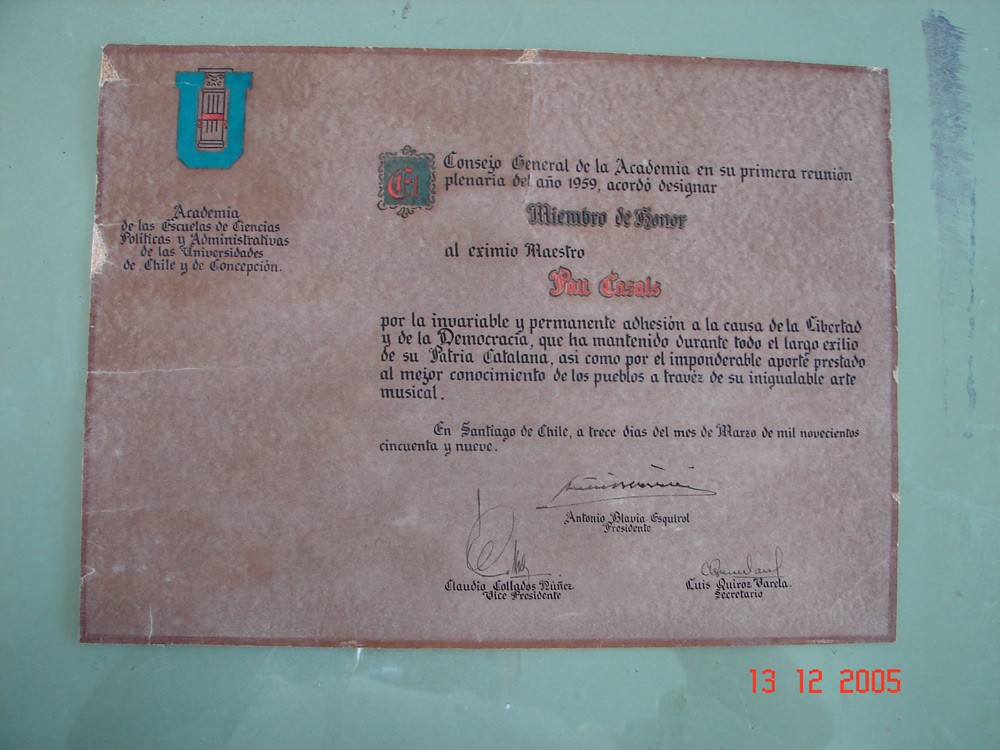 Academia
de las Escuelas de Ciencias
Políticas y Administrativas
de las Universidades
de Chile y de Concepción.
El Consejo General de la Academia en su primera reunión
plenaria del año 1959, acordó designar
Miembro de Honor
al eximio Maestro
Pau Casals
por la invariable y permanente adhesión a la causa de la Libertad
y de la Democracia, que ha mantenido durante todo el largo exilio
de su Patria Catalana, asi como por el imponderable aporte prestado
al mejor conocimiento de los pueblos a travéz de su inigualable arte
musical.
En Santiago de Chile, a trece dias del mes de Marzo de mil novecientos
cincuenta y nueve.
Antonio Blavia Esquirol
Presidente
Claudio Collados Núñez
Vice Presidente
Luis Quiroz Varela.
Secretario
13 12 2005